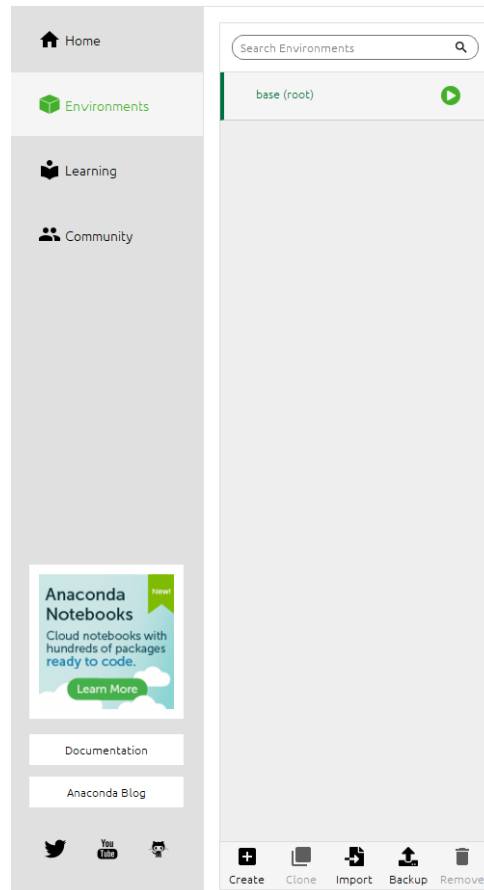 Home
Environments
Learning
Community
Anaconda
Notebooks
New!
Cloud notebooks with
hundreds of packages
ready to code.
Learn More
Documentation
Anaconda Blog
You
Tube
Search Environments
base (root)
Create
Clone
Import
Backup
Remove